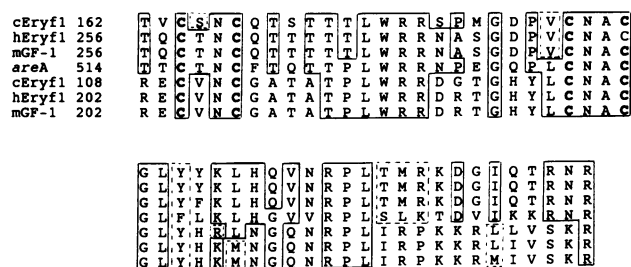 cEryf1 162 T V C S N C Q T S T T T L W R R S P M G D P V C N A C
hEryf1 256 T Q C T N C Q T T T T T L W R R N A S G D P V C N A C
mGF-1 256 T Q C T N C Q T T T T T L W R R N A S G D P V C N A C
areA 514 T T C T N C F T Q T T P L W R R N P E G Q P L C N A C
cEryf1 108 R E C V N C G A T A T P L W R R D G T G H Y L C N A C
hEryf1 202 R E C V N C G A T A T P L W R R D R T G H Y L C N A C
mGF-1 202 R E C V N C G A T A T P L W R R D R T G H Y L C N A C
G L Y Y K L H Q V N R P L T M R K D G I Q T R N R
G L Y Y K L H Q V N R P L T M R K D G I Q T R N R
G L Y Y K L H Q V N R P L T M R K D G I Q T R N R
G L F L K L H G V V R P L S L K T D V I K K R N R
G L Y H R L N G Q N R P L I R P K K R L L V S K R
G L Y H K M N G Q N R P L I R P K K R L I V S K R
G L Y H K M N G Q N R P L I R P K K R M I V S K R